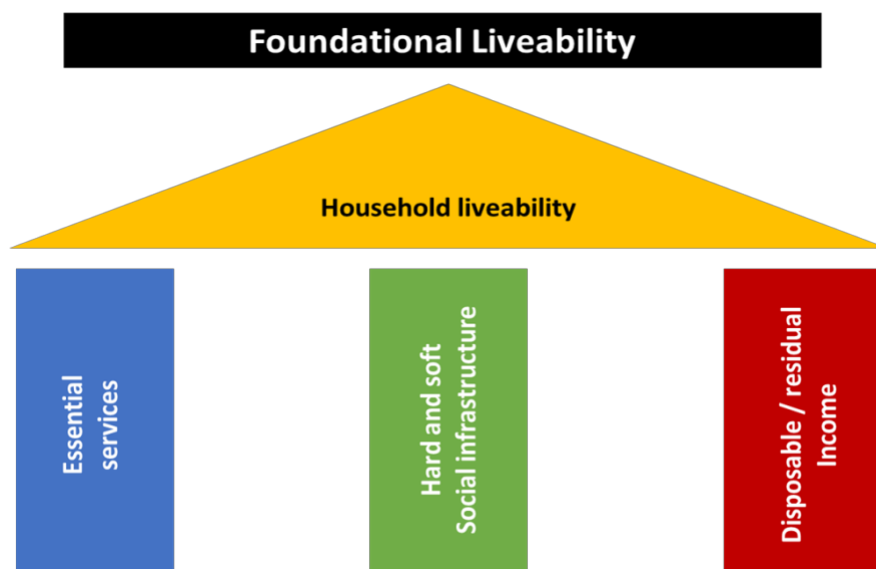 Foundational Liveability
Household liveability
Essential
services
Hard and soft
Social infrastructure
Disposable / residual
Income